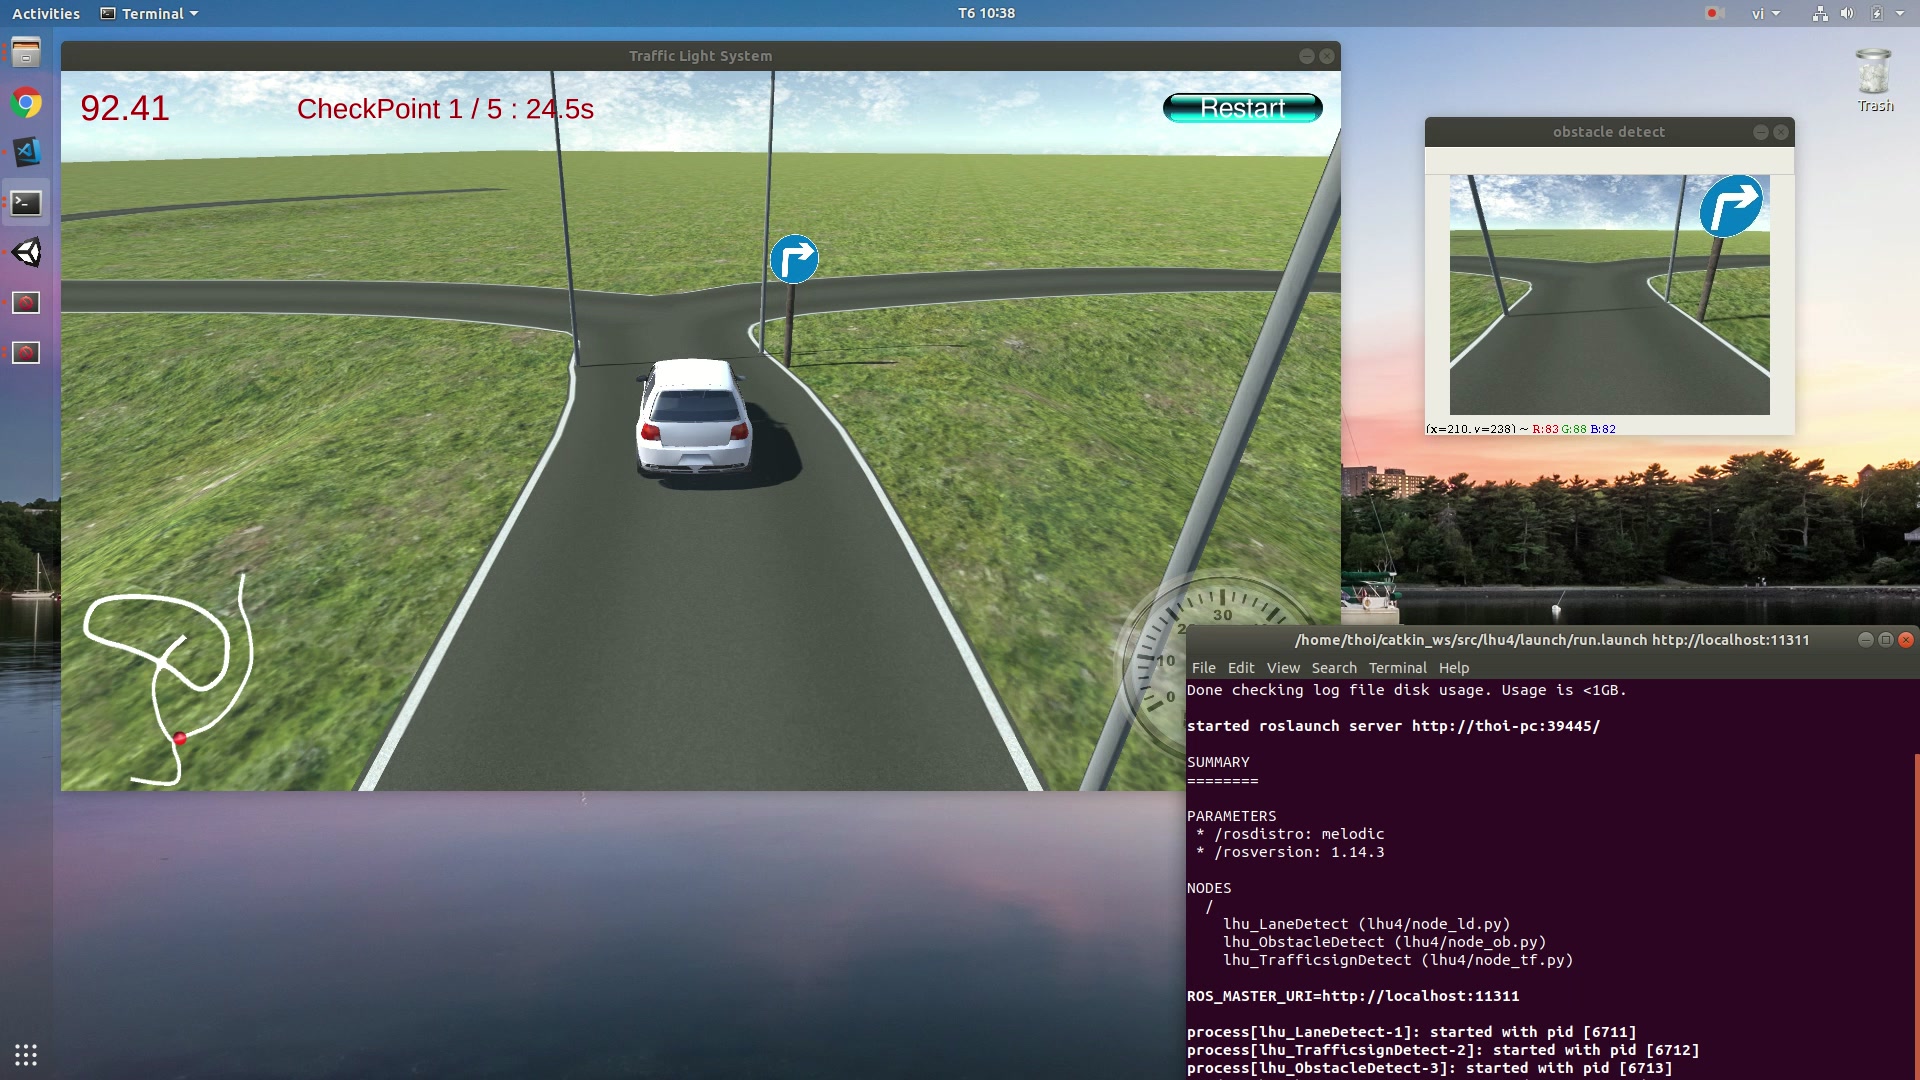 Activities
Terminal
T6 10:38
vi
Traffic Light System
92.41
CheckPoint 1 / 5 : 24.5s
Restart
Trash
obstacle detect
(x=210, y=238) ~ R:83 G:88 B:82
30
10
0
/home/thoi/catkin_ws/src/lhu4/launch/run.launch http://localhost:11311
File Edit View Search Terminal Help
Done checking log file disk usage. Usage is <1GB.
started roslaunch server http://thoi-pc:39445/
SUMMARY
========
PARAMETERS
* /rosdistro: melodic
* /rosversion: 1.14.3
NODES
/
lhu_LaneDetect (lhu4/node_ld.py)
lhu_ObstacleDetect (lhu4/node_ob.py)
lhu_TrafficsignDetect (lhu4/node_tf.py)
ROS_MASTER_URI=http://localhost:11311
process[lhu_LaneDetect-1]: started with pid [6711]
process[lhu_TrafficsignDetect-2]: started with pid [6712]
process[lhu_ObstacleDetect-3]: started with pid [6713]